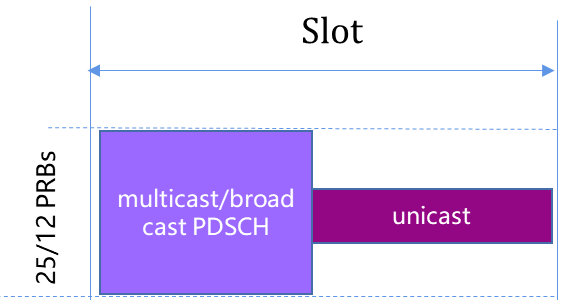 Slot
25/12 PRBs
multicast/broad
cast PDSCH
unicast